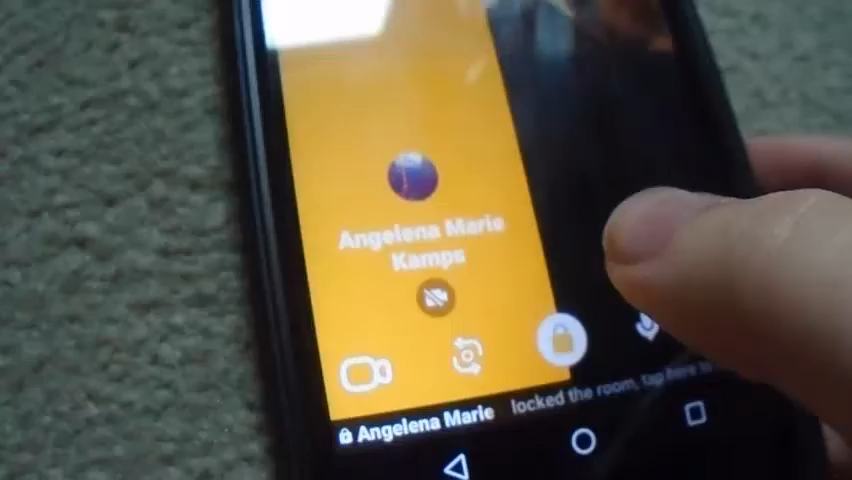 Angelena Marie
Kamps
Angelena Marie locked the room, tap here to